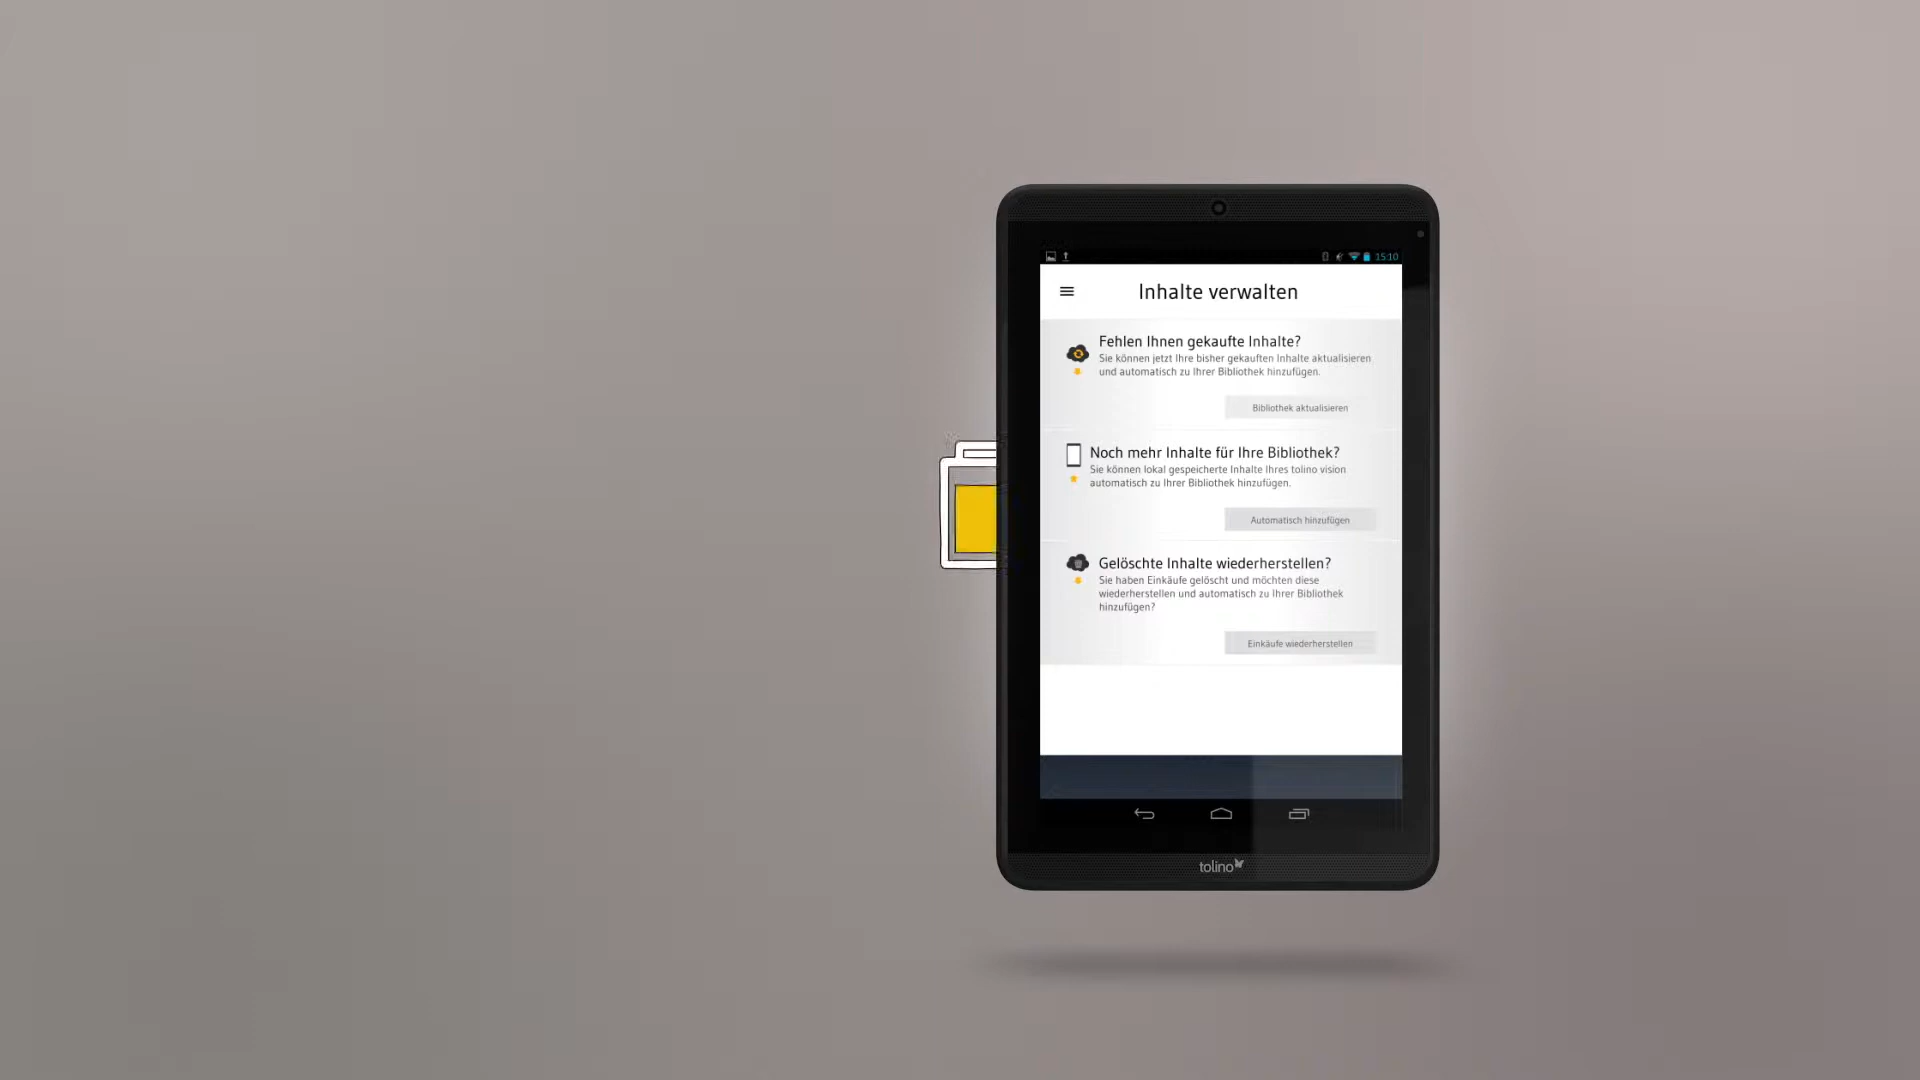 15:10
Inhalte verwalten
Fehlen Ihnen gekaufte Inhalte?
Sie können jetzt Ihre bisher gekauften Inhalte aktualisieren
und automatisch zu Ihrer Bibliothek hinzufügen.
Bibliothek aktualisieren
Noch mehr Inhalte für Ihre Bibliothek?
Sie können lokal gespeicherte Inhalte Ihres tolino vision
automatisch zu Ihrer Bibliothek hinzufügen.
Automatisch hinzufügen
Gelöschte Inhalte wiederherstellen?
Sie haben Einkäufe gelöscht und möchten diese
wiederherstellen und automatisch zu Ihrer Bibliothek
hinzufügen?
Einkäufe wiederherstellen
tolino